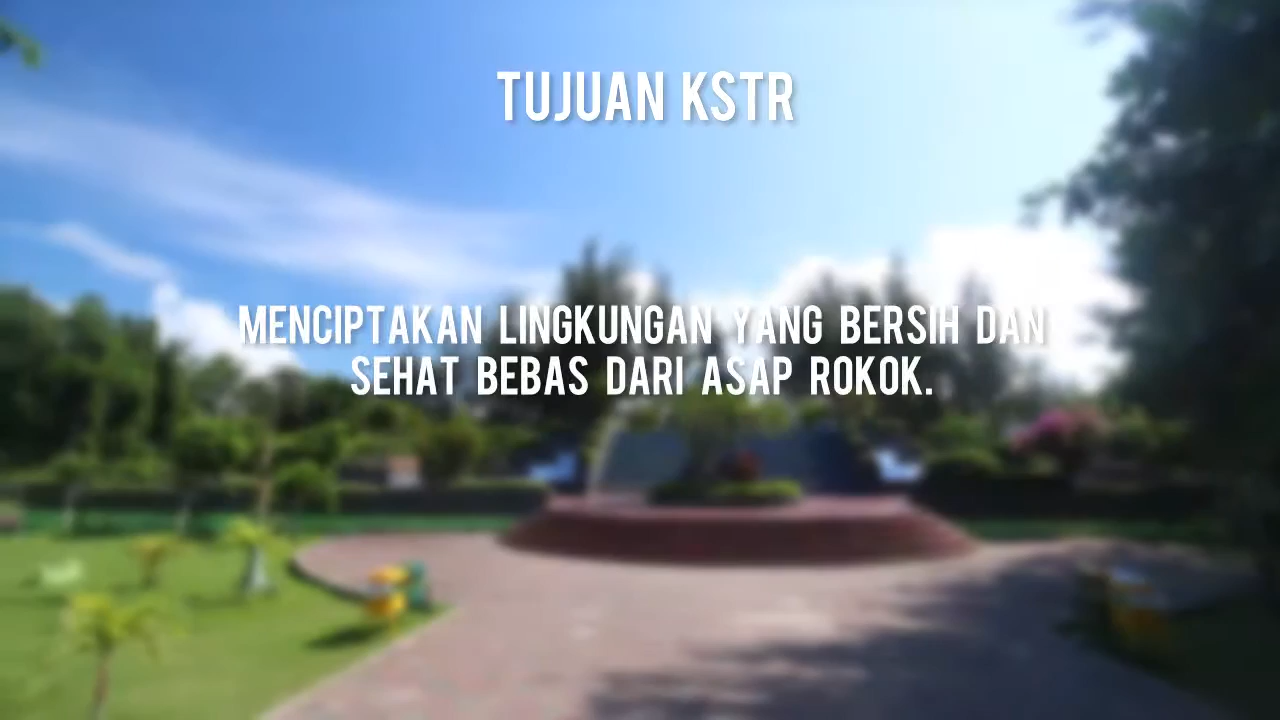 TUJUAN KSTR
MENCIPTAKAN LINGKUNGAN YANG BERSIH DAN
SEHAT BEBAS DARI ASAP ROKOK.